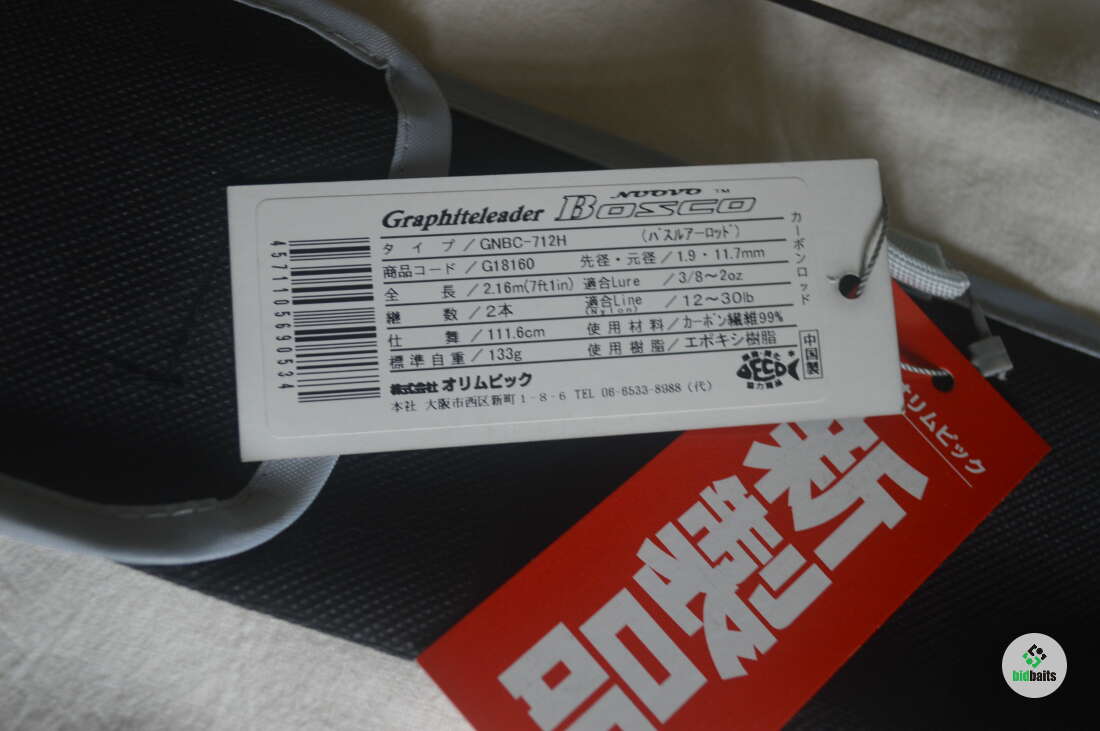 Graphiteleader NUOVO BOSCO ™
タイプ／GNBC-712H (バスルアーロッド)
商品コード／G18160 先径・元径／1.9・11.7mm
全長／2.16m(7ft1in) 適合Lure／3/8～2oz
継数／2本 適合Line(Nylon)／12～30lb
仕舞／111.6cm 使用材料／カーボン繊維99%
標準自重／133g 使用樹脂／エポキシ樹脂
株式会社オリムピック
本社 大阪市西区新町1-8-6 TEL 06-6533-8988（代）
カーボンロッド
中国製
ECO
4571105690534
オリムピック
新製品
bidbaits